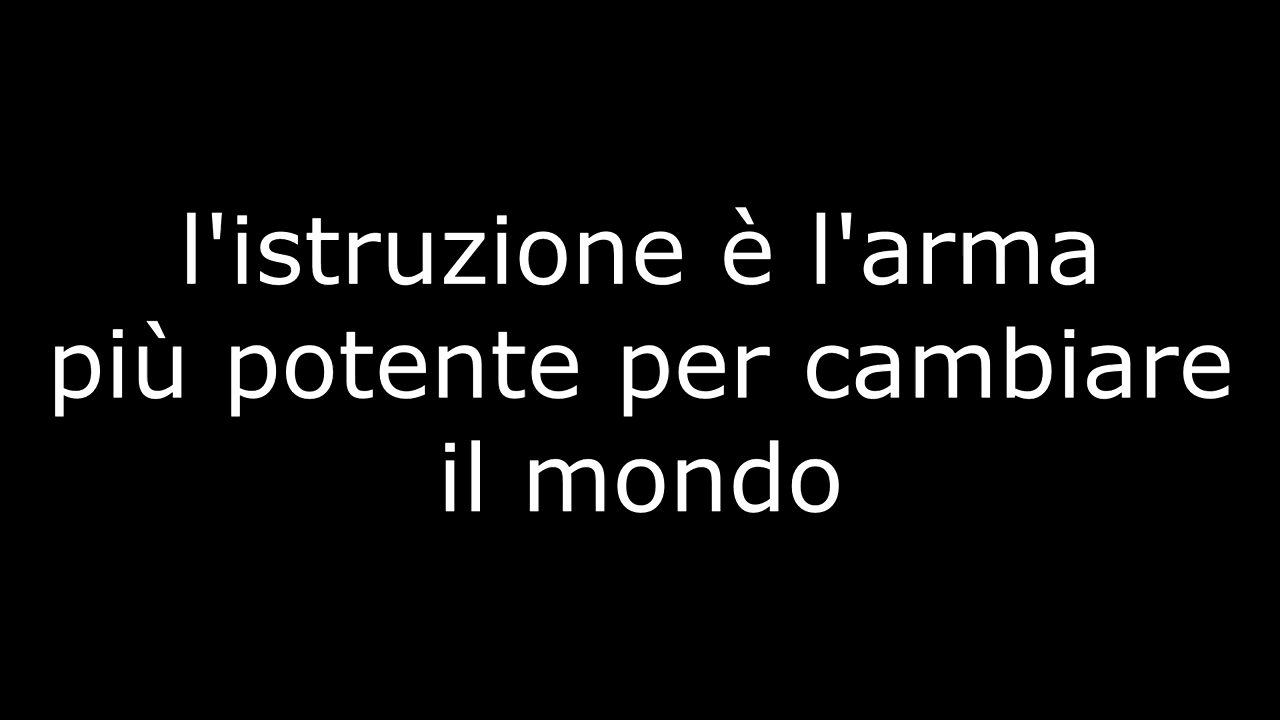 l'istruzione è l'arma
più potente per cambiare
il mondo